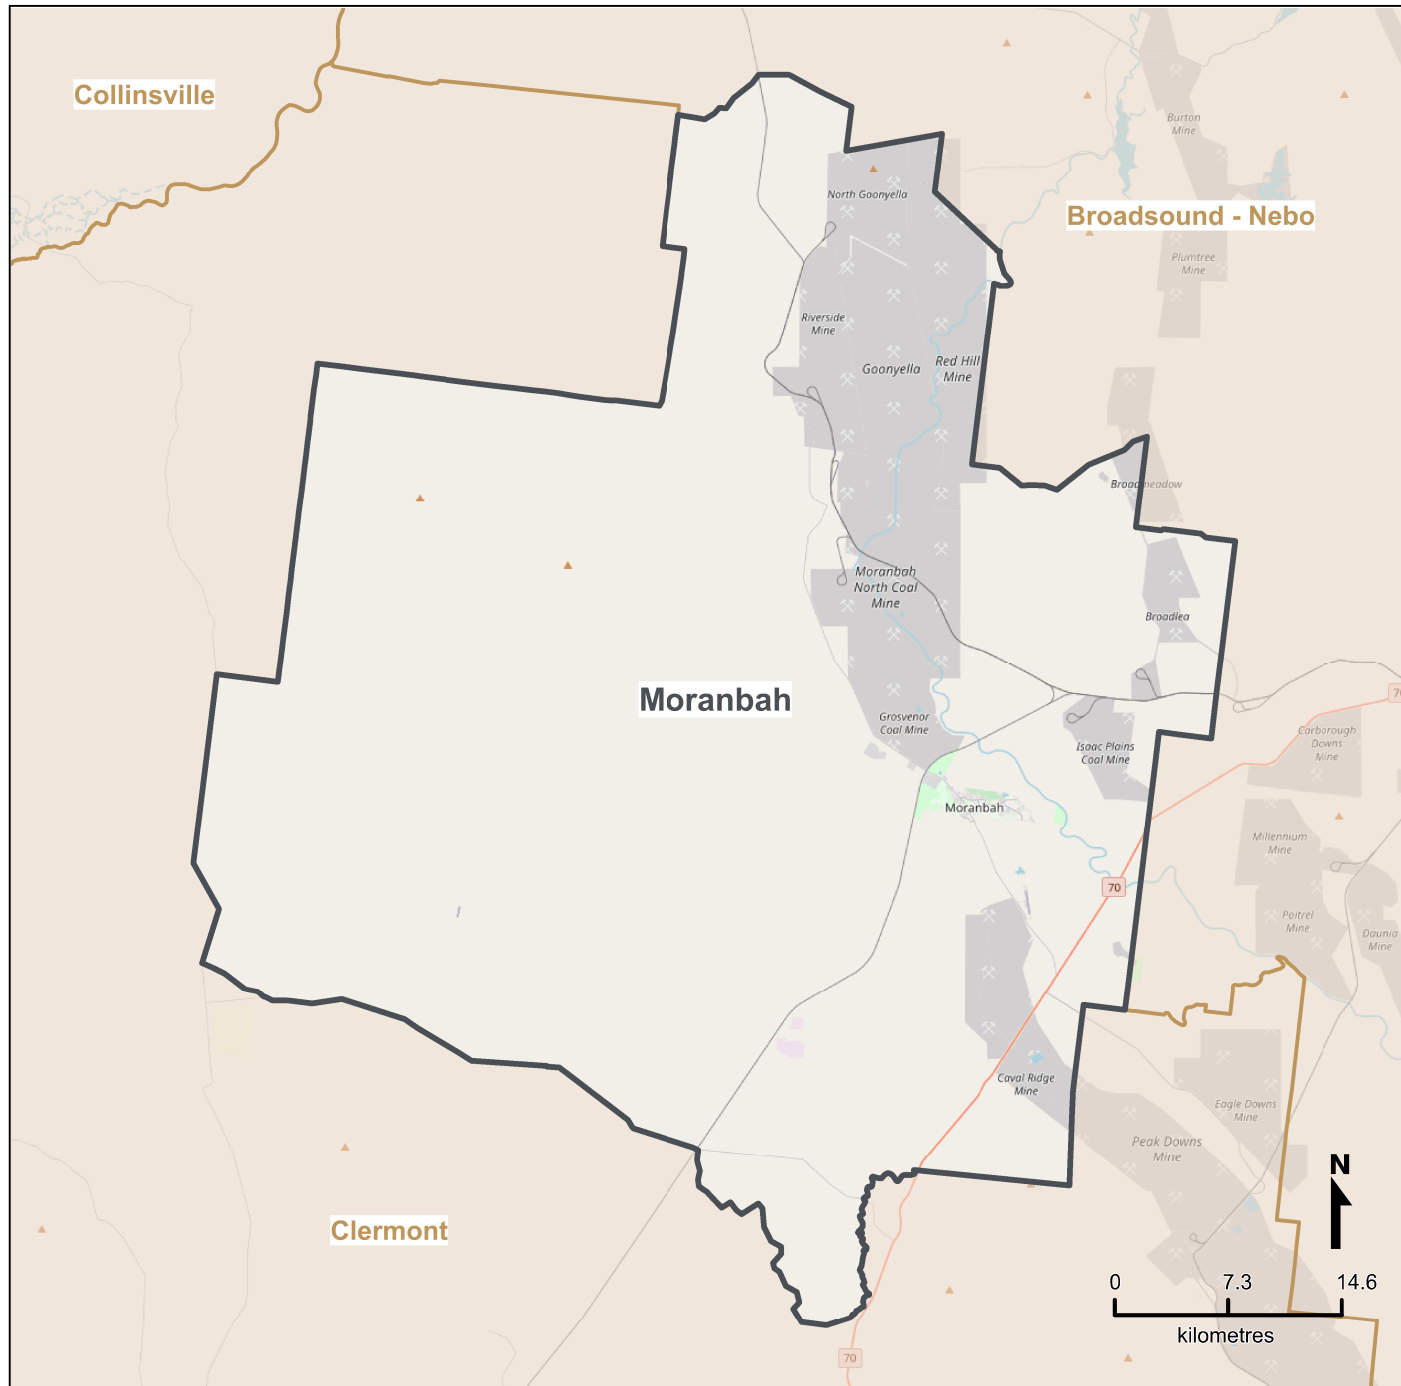 Collinsville
Burton
Mine
North Goonyella
Broadsound - Nebo
Plumtree
Mine
Riverside
Mine
Goonyella
Red Hill
Mine
Broadmeadow
Moranbah
North Coal
Mine
Broadlea
Moranbah
70
Grosvenor
Coal Mine
Isaac Plains
Coal Mine
Carborough
Downs
Mine
Moranbah
Millennium
Mine
70
Poitrel
Mine
Daunia
Mine
Caval Ridge
Mine
Eagle Downs
Mine
Peak Downs
Mine
N
Clermont
0 7.3 14.6
kilometres
70